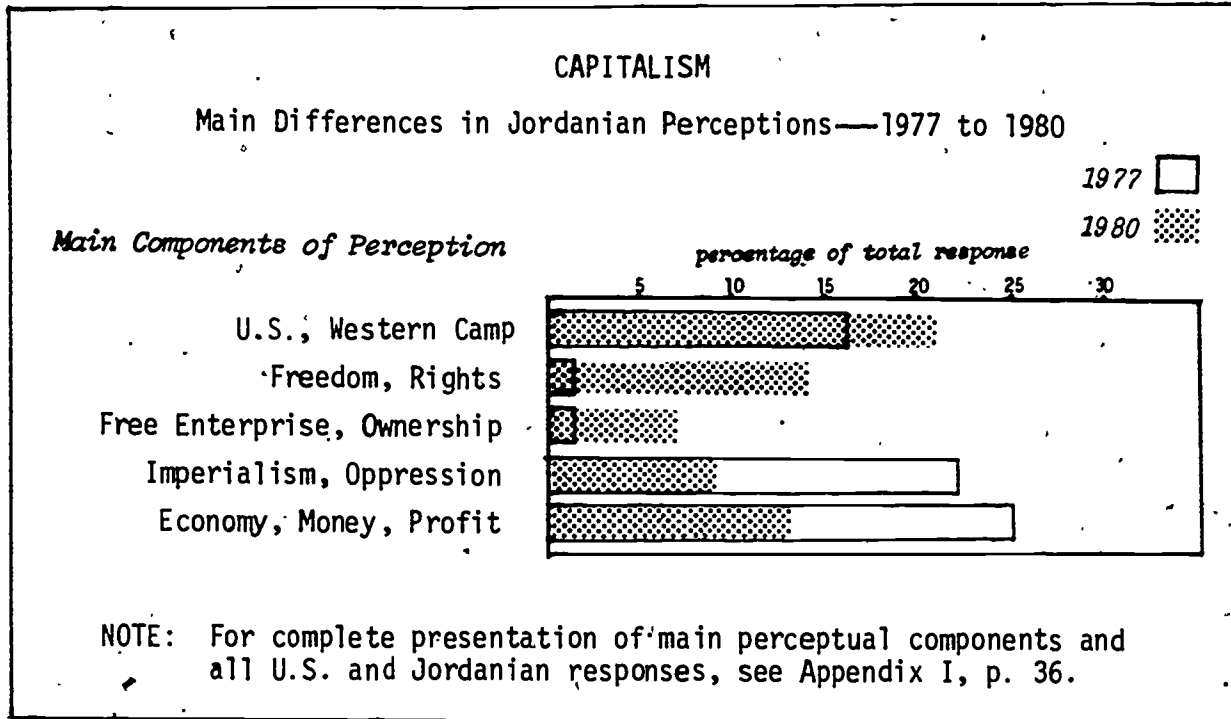 CAPITALISM
Main Differences in Jordanian Perceptions—1977 to 1980
1977
1980
Main Components of Perception
percentage of total response
5 10 15 20 25 30
U.S., Western Camp
Freedom, Rights
Free Enterprise, Ownership
Imperialism, Oppression
Economy, Money, Profit
NOTE: For complete presentation of main perceptual components and
all U.S. and Jordanian responses, see Appendix I, p. 36.